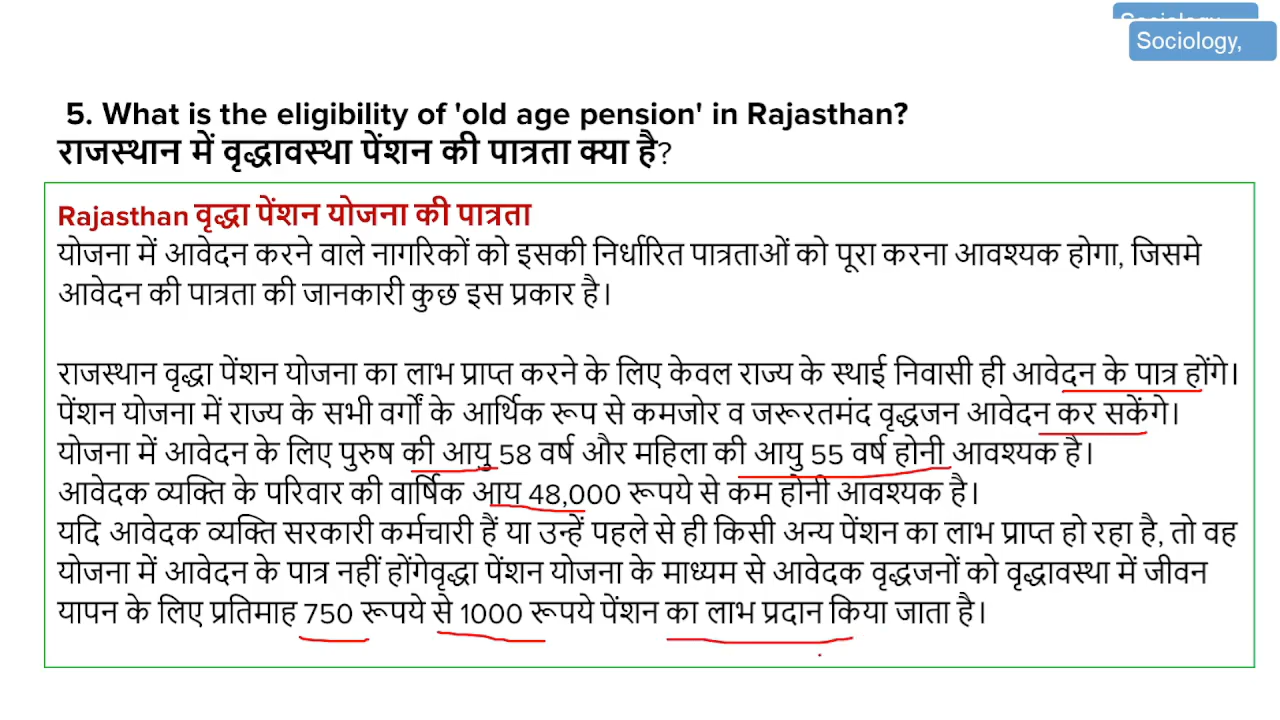 Sociology,
Sociology,
5. What is the eligibility of 'old age pension' in Rajasthan?
राजस्थान में वृद्धावस्था पेंशन की पात्रता क्या है?
Rajasthan वृद्धा पेंशन योजना की पात्रता
योजना में आवेदन करने वाले नागरिकों को इसकी निर्धारित पात्रताओं को पूरा करना आवश्यक होगा, जिसमे
आवेदन की पात्रता की जानकारी कुछ इस प्रकार है।
राजस्थान वृद्धा पेंशन योजना का लाभ प्राप्त करने के लिए केवल राज्य के स्थाई निवासी ही आवेदन के पात्र होंगे।
पेंशन योजना में राज्य के सभी वर्गों के आर्थिक रूप से कमजोर व जरूरतमंद वृद्धजन आवेदन कर सकेंगे।
योजना में आवेदन के लिए पुरुष की आयु 58 वर्ष और महिला की आयु 55 वर्ष होनी आवश्यक है।
आवेदक व्यक्ति के परिवार की वार्षिक आय 48,000 रूपये से कम होनी आवश्यक है।
यदि आवेदक व्यक्ति सरकारी कर्मचारी हैं या उन्हें पहले से ही किसी अन्य पेंशन का लाभ प्राप्त हो रहा है, तो वह
योजना में आवेदन के पात्र नहीं होंगेवृद्धा पेंशन योजना के माध्यम से आवेदक वृद्धजनों को वृद्धावस्था में जीवन
यापन के लिए प्रतिमाह 750 रूपये से 1000 रूपये पेंशन का लाभ प्रदान किया जाता है।